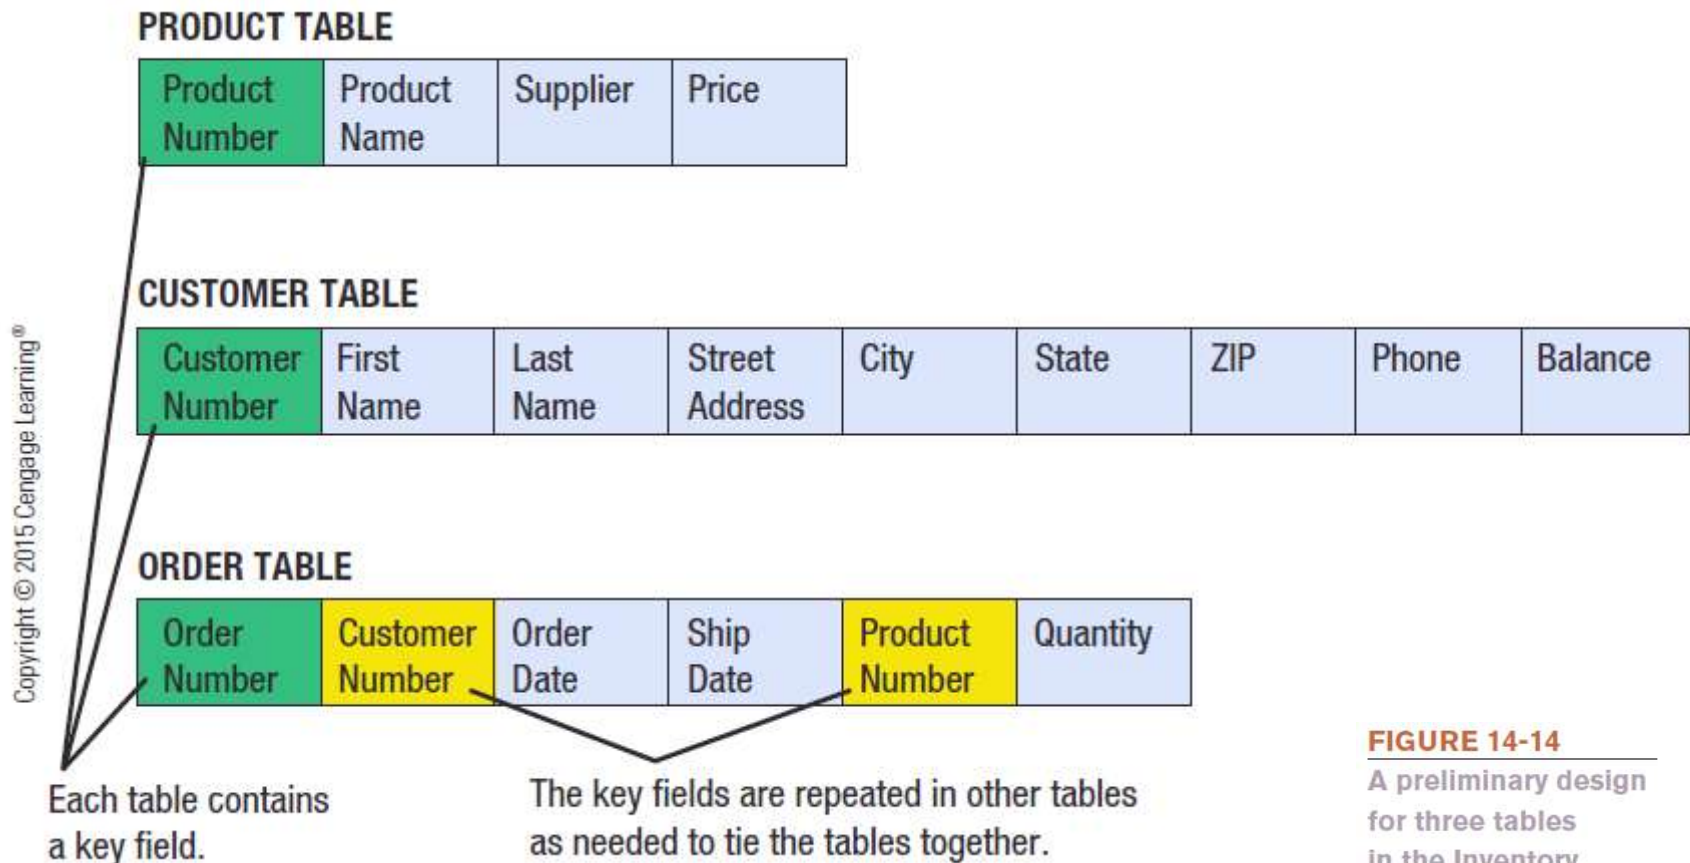 PRODUCT TABLE
Product Number
Product Name
Supplier
Price
CUSTOMER TABLE
Customer Number
First Name
Last Name
Street Address
City
State
ZIP
Phone
Balance
ORDER TABLE
Order Number
Customer Number
Order Date
Ship Date
Product Number
Quantity
Each table contains
a key field.
The key fields are repeated in other tables
as needed to tie the tables together.
FIGURE 14-14
A preliminary design
for three tables
in the Inventory
Copyright © 2015 Cengage Learning®